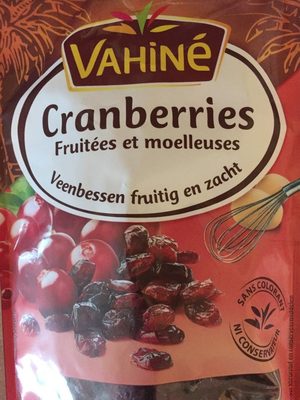 VAHINÉ
Cranberries
Fruitées et moelleuses
Veenbessen fruitig en zacht
SANS COLORANT
NI CONSERVATEUR